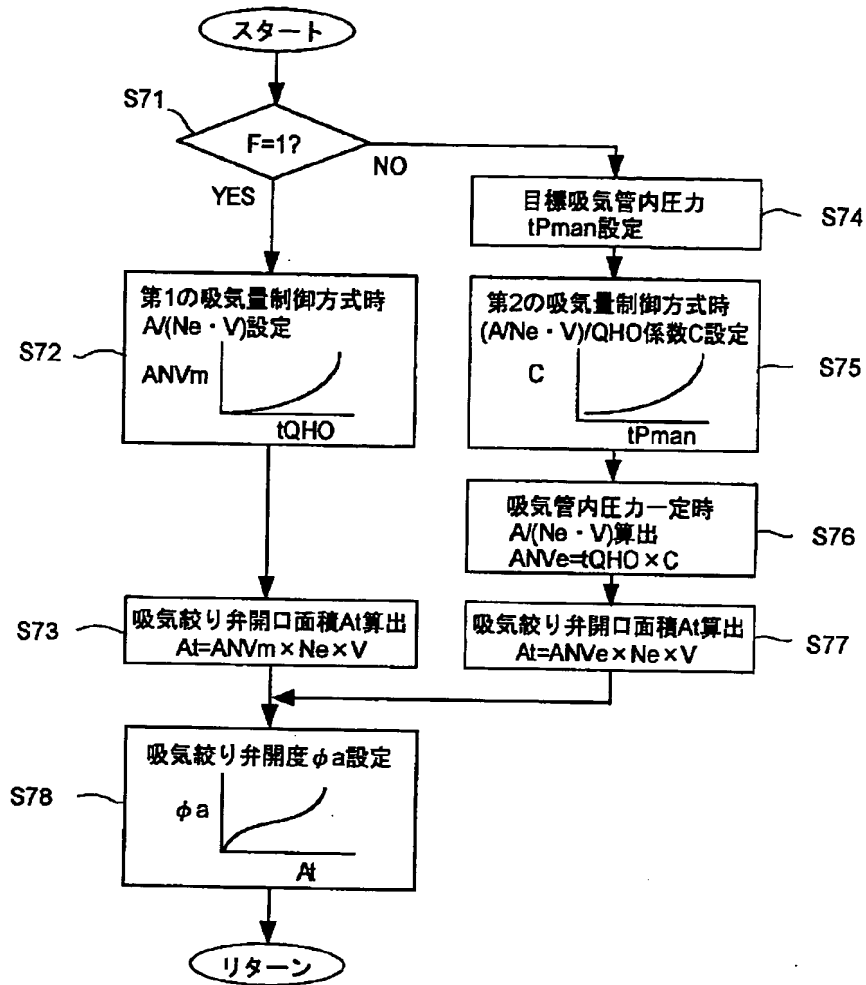 スタート
S71
F=1?
YES
NO
目標吸気管内圧力
tPman設定
S74
第1の吸気量制御方式時
A/(Ne・V)設定
S72
ANVm
tQHO
第2の吸気量制御方式時
(A/Ne・V)/QHO係数C設定
S75
C
tPman
吸気管内圧力一定時
A/(Ne・V)算出
ANVe=tQHO×C
S76
S73
吸気絞り弁開口面積At算出
At=ANVm×Ne×V
吸気絞り弁開口面積At算出
At=ANVe×Ne×V
S77
吸気絞り弁開度φa設定
S78
φa
At
リターン